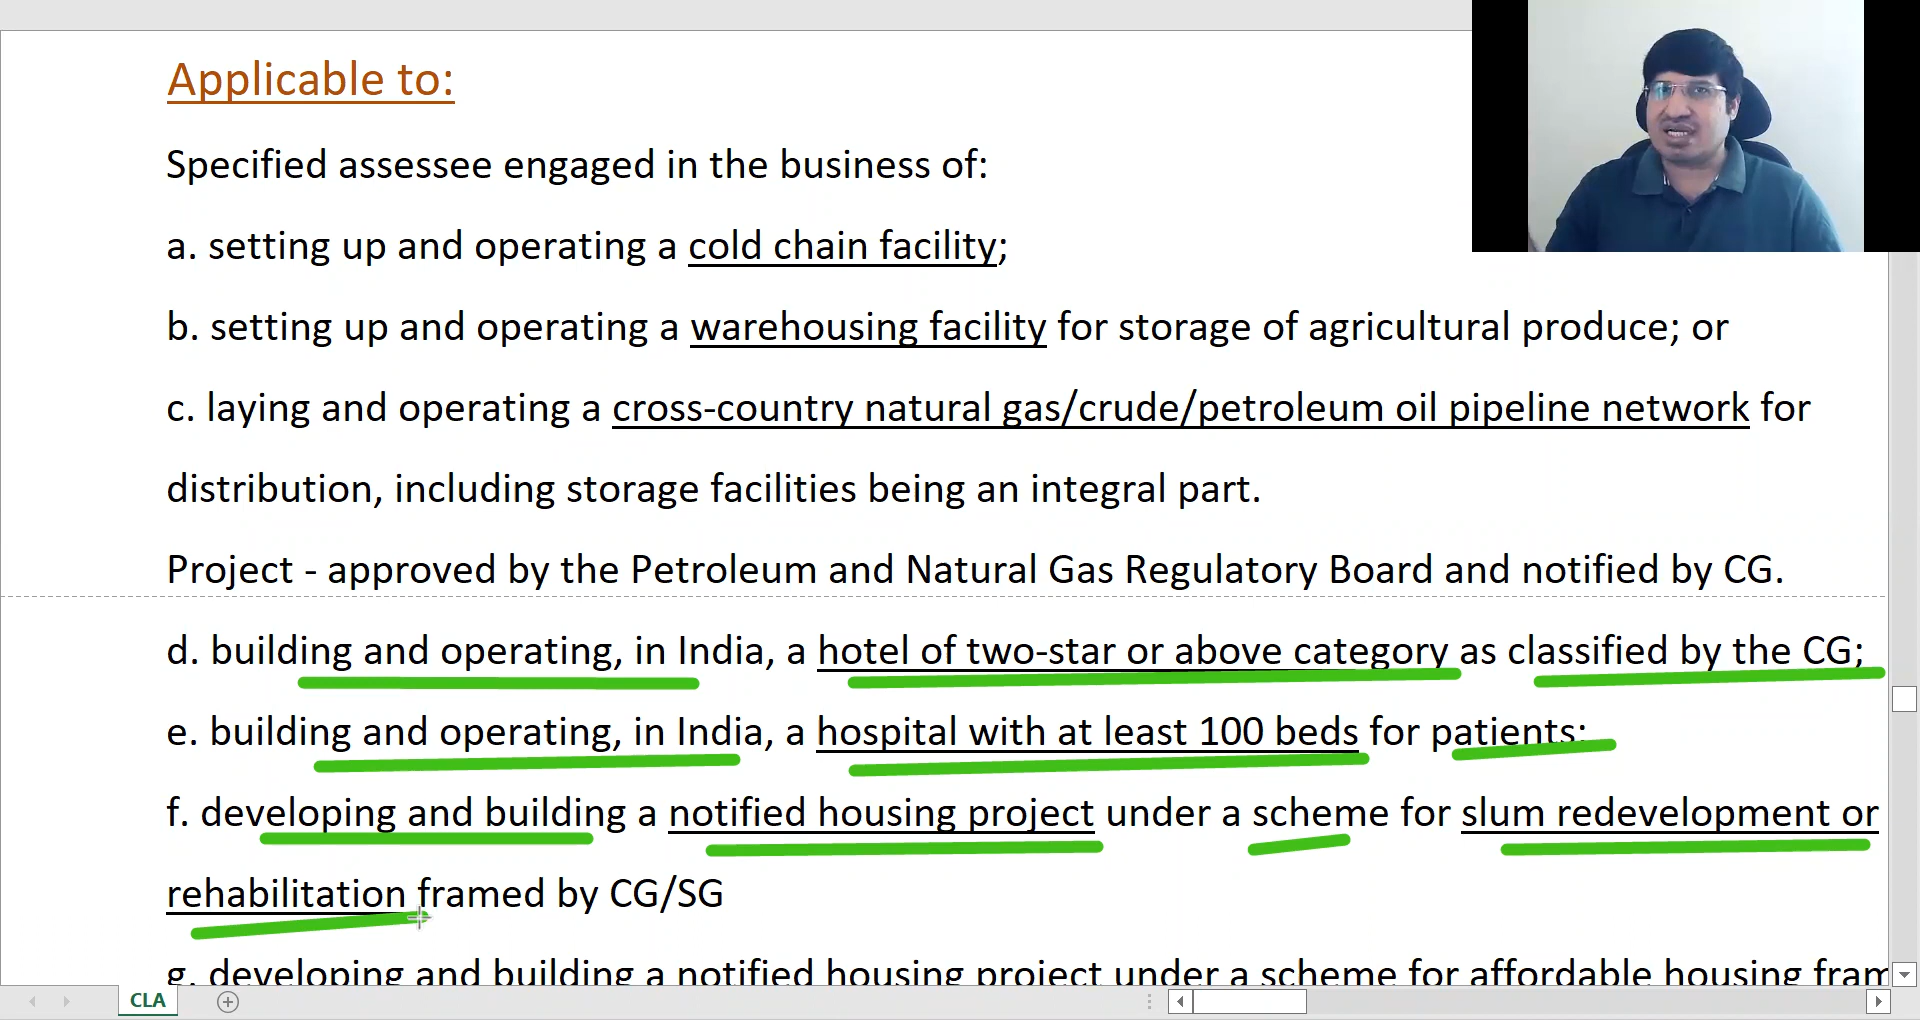 Applicable to:
Specified assessee engaged in the business of:
a. setting up and operating a cold chain facility;
b. setting up and operating a warehousing facility for storage of agricultural produce; or
c. laying and operating a cross-country natural gas/crude/petroleum oil pipeline network for
distribution, including storage facilities being an integral part.
Project - approved by the Petroleum and Natural Gas Regulatory Board and notified by CG.
d. building and operating, in India, a hotel of two-star or above category as classified by the CG;
e. building and operating, in India, a hospital with at least 100 beds for patients;
f. developing and building a notified housing project under a scheme for slum redevelopment or
rehabilitation framed by CG/SG
g. developing and building a notified housing project under a scheme for affordable housing
CLA